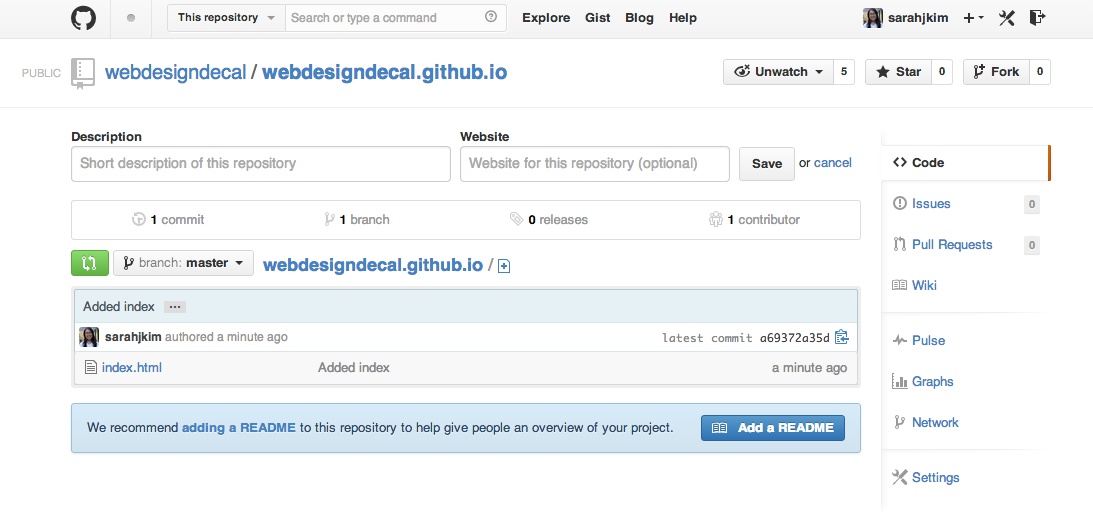 This repository Search or type a command Explore Gist Blog Help sarahjkim
PUBLIC webdesigndecal / webdesigndecal.github.io Unwatch 5 Star 0 Fork 0
Description Website
Short description of this repository Website for this repository (optional) Save or cancel
1 commit 1 branch 0 releases 1 contributor
branch: master webdesigndecal.github.io /
Added index ...
sarahjkim authored a minute ago latest commit a69372a35d
index.html Added index a minute ago
We recommend adding a README to this repository to help give people an overview of your project. Add a README
Code
Issues 0
Pull Requests 0
Wiki
Pulse
Graphs
Network
Settings